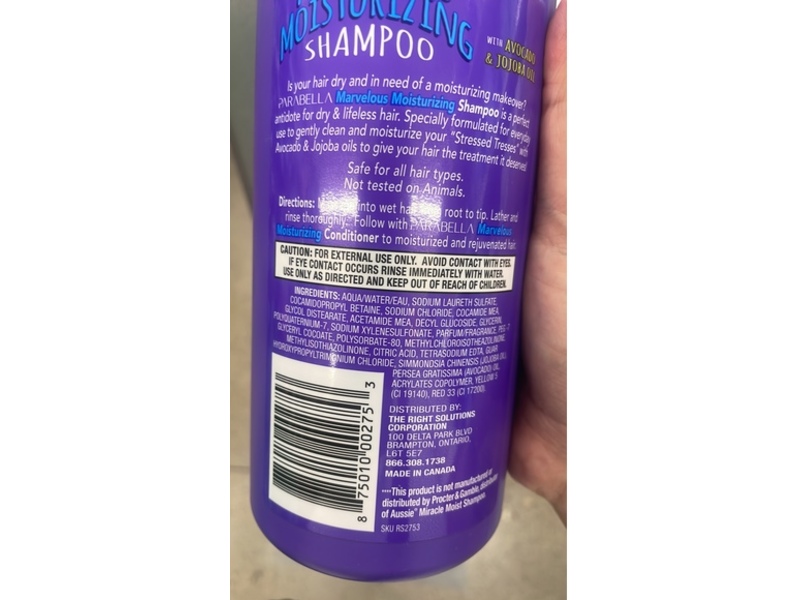 MOISTURIZING
SHAMPOO
WITH AVOCADO
& JOJOBA OIL
Is your hair dry and in need of a moisturizing makeover?
PARABELLA Marvelous Moisturizing Shampoo is a perfect
antidote for dry & lifeless hair. Specially formulated for everyday
use to gently clean and moisturize your "Stressed Tresses" with
Avocado & Jojoba oils to give your hair the treatment it deserves!
Safe for all hair types.
Not tested on Animals.
Directions: into wet hair root to tip. Lather and
rinse thoroughly. Follow with PARABELLA Marvelous
Moisturizing Conditioner to moisturized and rejuvenated hair.
CAUTION: FOR EXTERNAL USE ONLY. AVOID CONTACT WITH EYES.
IF EYE CONTACT OCCURS RINSE IMMEDIATELY WITH WATER.
USE ONLY AS DIRECTED AND KEEP OUT OF REACH OF CHILDREN.
INGREDIENTS: AQUA/WATER/EAU, SODIUM LAURETH SULFATE,
COCAMIDOPROPYL BETAINE, SODIUM CHLORIDE, COCAMIDE MEA,
GLYCOL DISTEARATE, ACETAMIDE MEA, DECYL GLUCOSIDE, GLYCERIN,
POLYQUATERNIUM-7, SODIUM XYLENESULFONATE, PARFUM/FRAGRANCE, PEG-7
GLYCERYL COCOATE, POLYSORBATE-80, METHYLCHLOROISOTHEAZOLINONE,
METHYLISOTHIAZOLINONE, CITRIC ACID, TETRASODIUM EDTA, GUAR
HYDROXYPROPYLTRIMONIUM CHLORIDE, SIMMONDSIA CHINENSIS (JOJOBA) OIL,
PERSEA GRATISSIMA (AVOCADO) OIL,
ACRYLATES COPOLYMER, YELLOW 5
(CI 19140), RED 33 (CI 17200).
DISTRIBUTED BY:
THE RIGHT SOLUTIONS
CORPORATION
100 DELTA PARK BLVD
BRAMPTON, ONTARIO,
L6T 5E7
866.308.1738
MADE IN CANADA
8 75010 00275 3
****This product is not manufactured or
distributed by Procter & Gamble, distributor
of Aussie® Miracle Moist Shampoo.
SKU RS2753